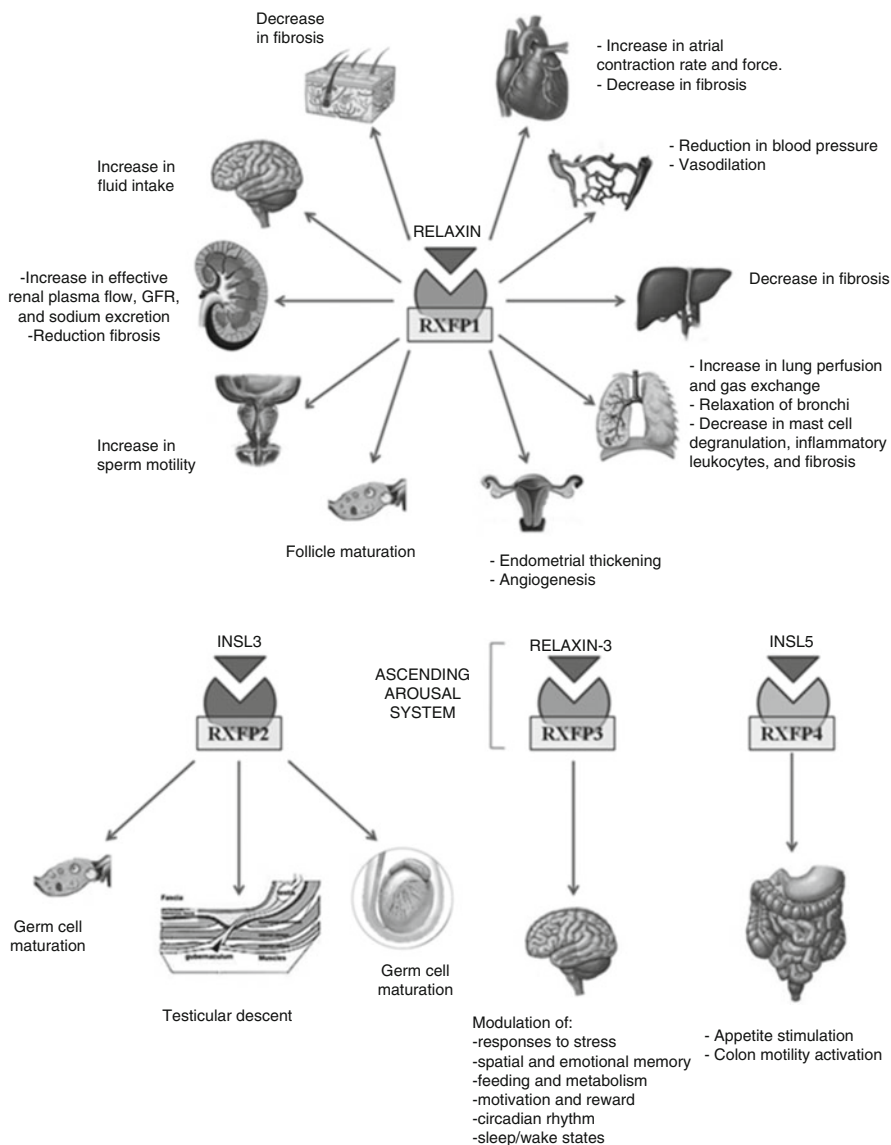 Decrease
in fibrosis
- Increase in atrial
contraction rate and force.
- Decrease in fibrosis
Increase in
fluid intake
- Reduction in blood pressure
- Vasodilation
RELAXIN
RXFP1
-Increase in effective
renal plasma flow, GFR,
and sodium excretion
-Reduction fibrosis
Decrease in fibrosis
Increase in
sperm motility
- Increase in lung perfusion
and gas exchange
- Relaxation of bronchi
- Decrease in mast cell
degranulation, inflammatory
leukocytes, and fibrosis
Follicle maturation
- Endometrial thickening
- Angiogenesis
INSL3
RXFP2
ASCENDING
AROUSAL
SYSTEM
RELAXIN-3
RXFP3
INSL5
RXFP4
Germ cell
maturation
Fascia
gubernaculum
Muscles
Testicular descent
Germ cell
maturation
Modulation of:
-responses to stress
-spatial and emotional memory
-feeding and metabolism
-motivation and reward
-circadian rhythm
-sleep/wake states
- Appetite stimulation
- Colon motility activation